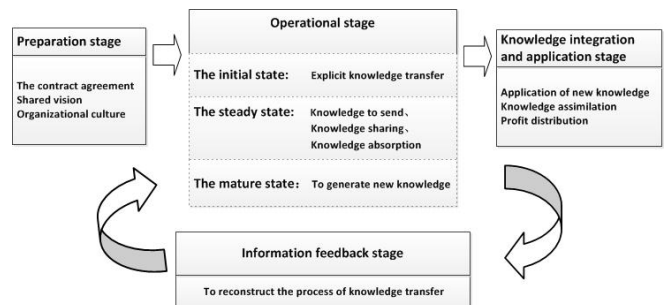 Preparation stage
The contract agreement
Shared vision
Organizational culture
Operational stage
The initial state: Explicit knowledge transfer
The steady state: Knowledge to send、
Knowledge sharing、
Knowledge absorption
The mature state： To generate new knowledge
Knowledge integration
and application stage
Application of new knowledge
Knowledge assimilation
Profit distribution
Information feedback stage
To reconstruct the process of knowledge transfer